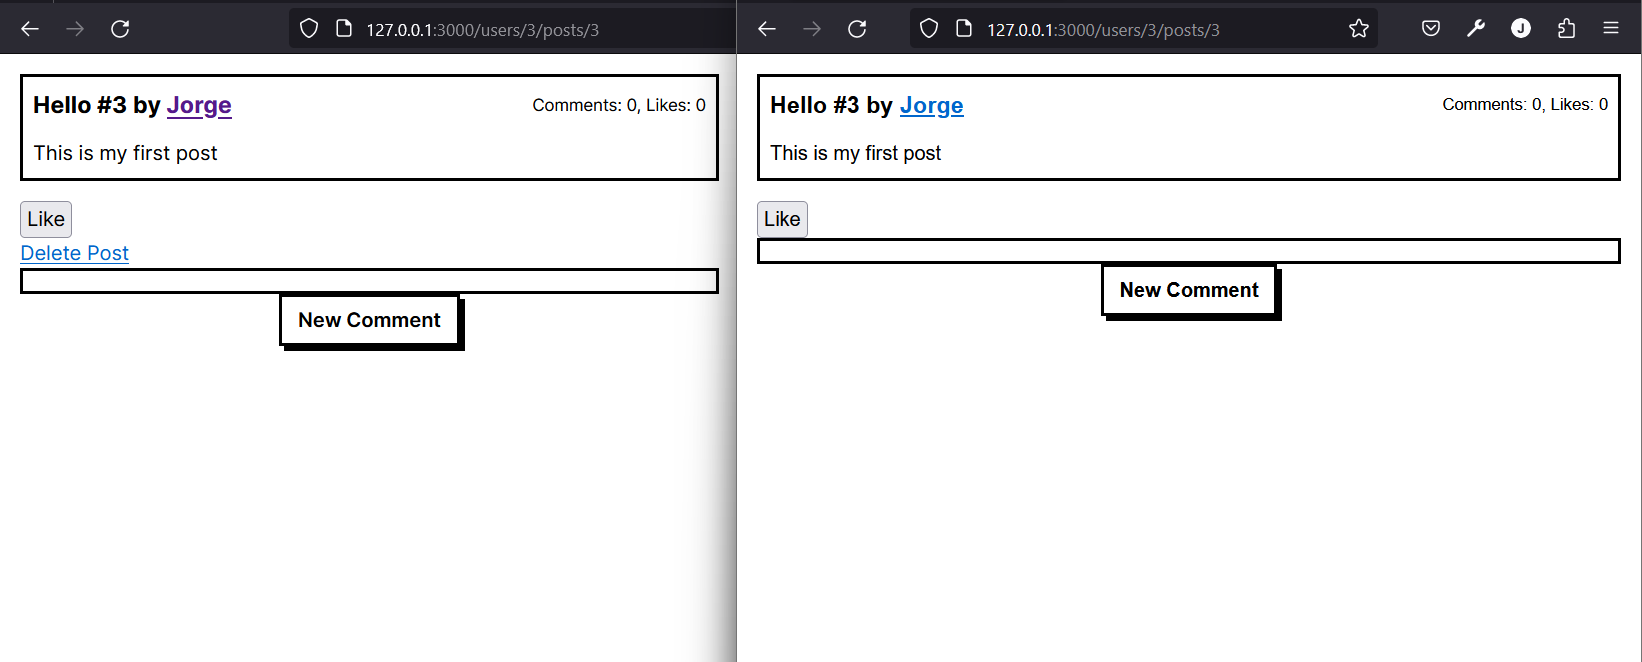 127.0.0.1:3000/users/3/posts/3
Hello #3 by Jorge
Comments: 0, Likes: 0
This is my first post
Like
Delete Post
New Comment
127.0.0.1:3000/users/3/posts/3
J
Hello #3 by Jorge
Comments: 0, Likes: 0
This is my first post
Like
New Comment